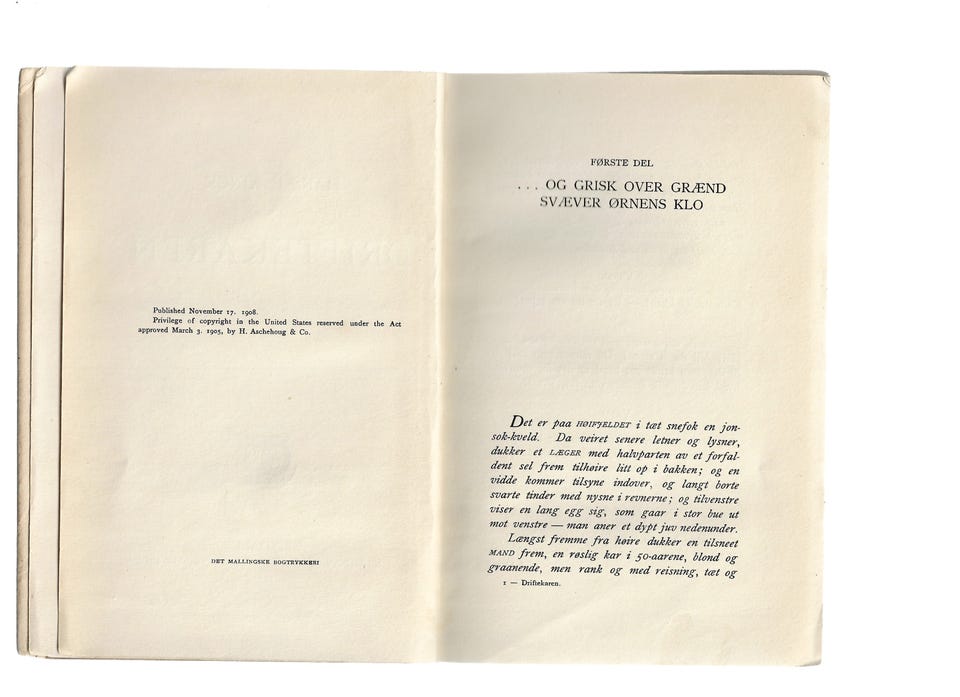 Published November 17. 1908.
Privilege of copyright in the United States reserved under the Act
approved March 3. 1905, by H. Aschehoug & Co.
DET MALLINGSKE BOGTRYKKERI
FØRSTE DEL
... OG GRISK OVER GRÆND
SVÆVER ØRNENS KLO
Det er paa HØIFJELDET i tæt snefok en jon-
sok-kveld. Da veiret senere letner og lysner,
dukker et LÆGER med halvparten av et forfal-
dent sel frem tilhøire litt op i bakken; og en
vidde kommer tilsyne indover, og langt borte
svarte tinder med nysne i revnerne; og tilvenstre
viser en lang egg sig, som gaar i stor bue ut
mot venstre — man aner et dypt juv nedenunder.
Længst fremme fra høire dukker en tilsneet
MAND frem, en røslig kar i 50-aarene, blond og
graanende, men rank og med reisning, tæt og
1 — Driftekaren.